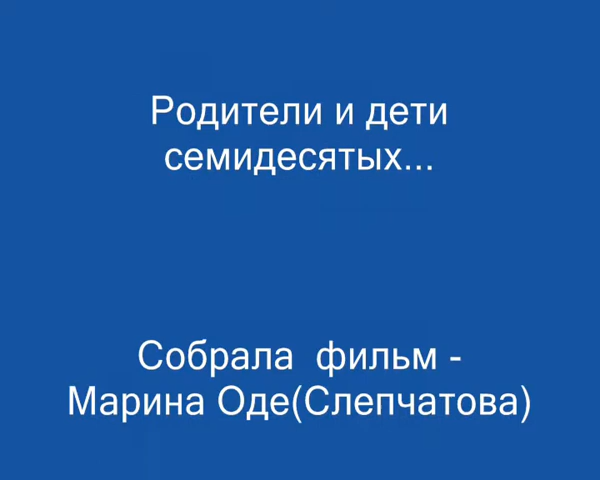 Родители и дети
семидесятых...
Собрала  фильм -
Марина Оде(Слепчатова)